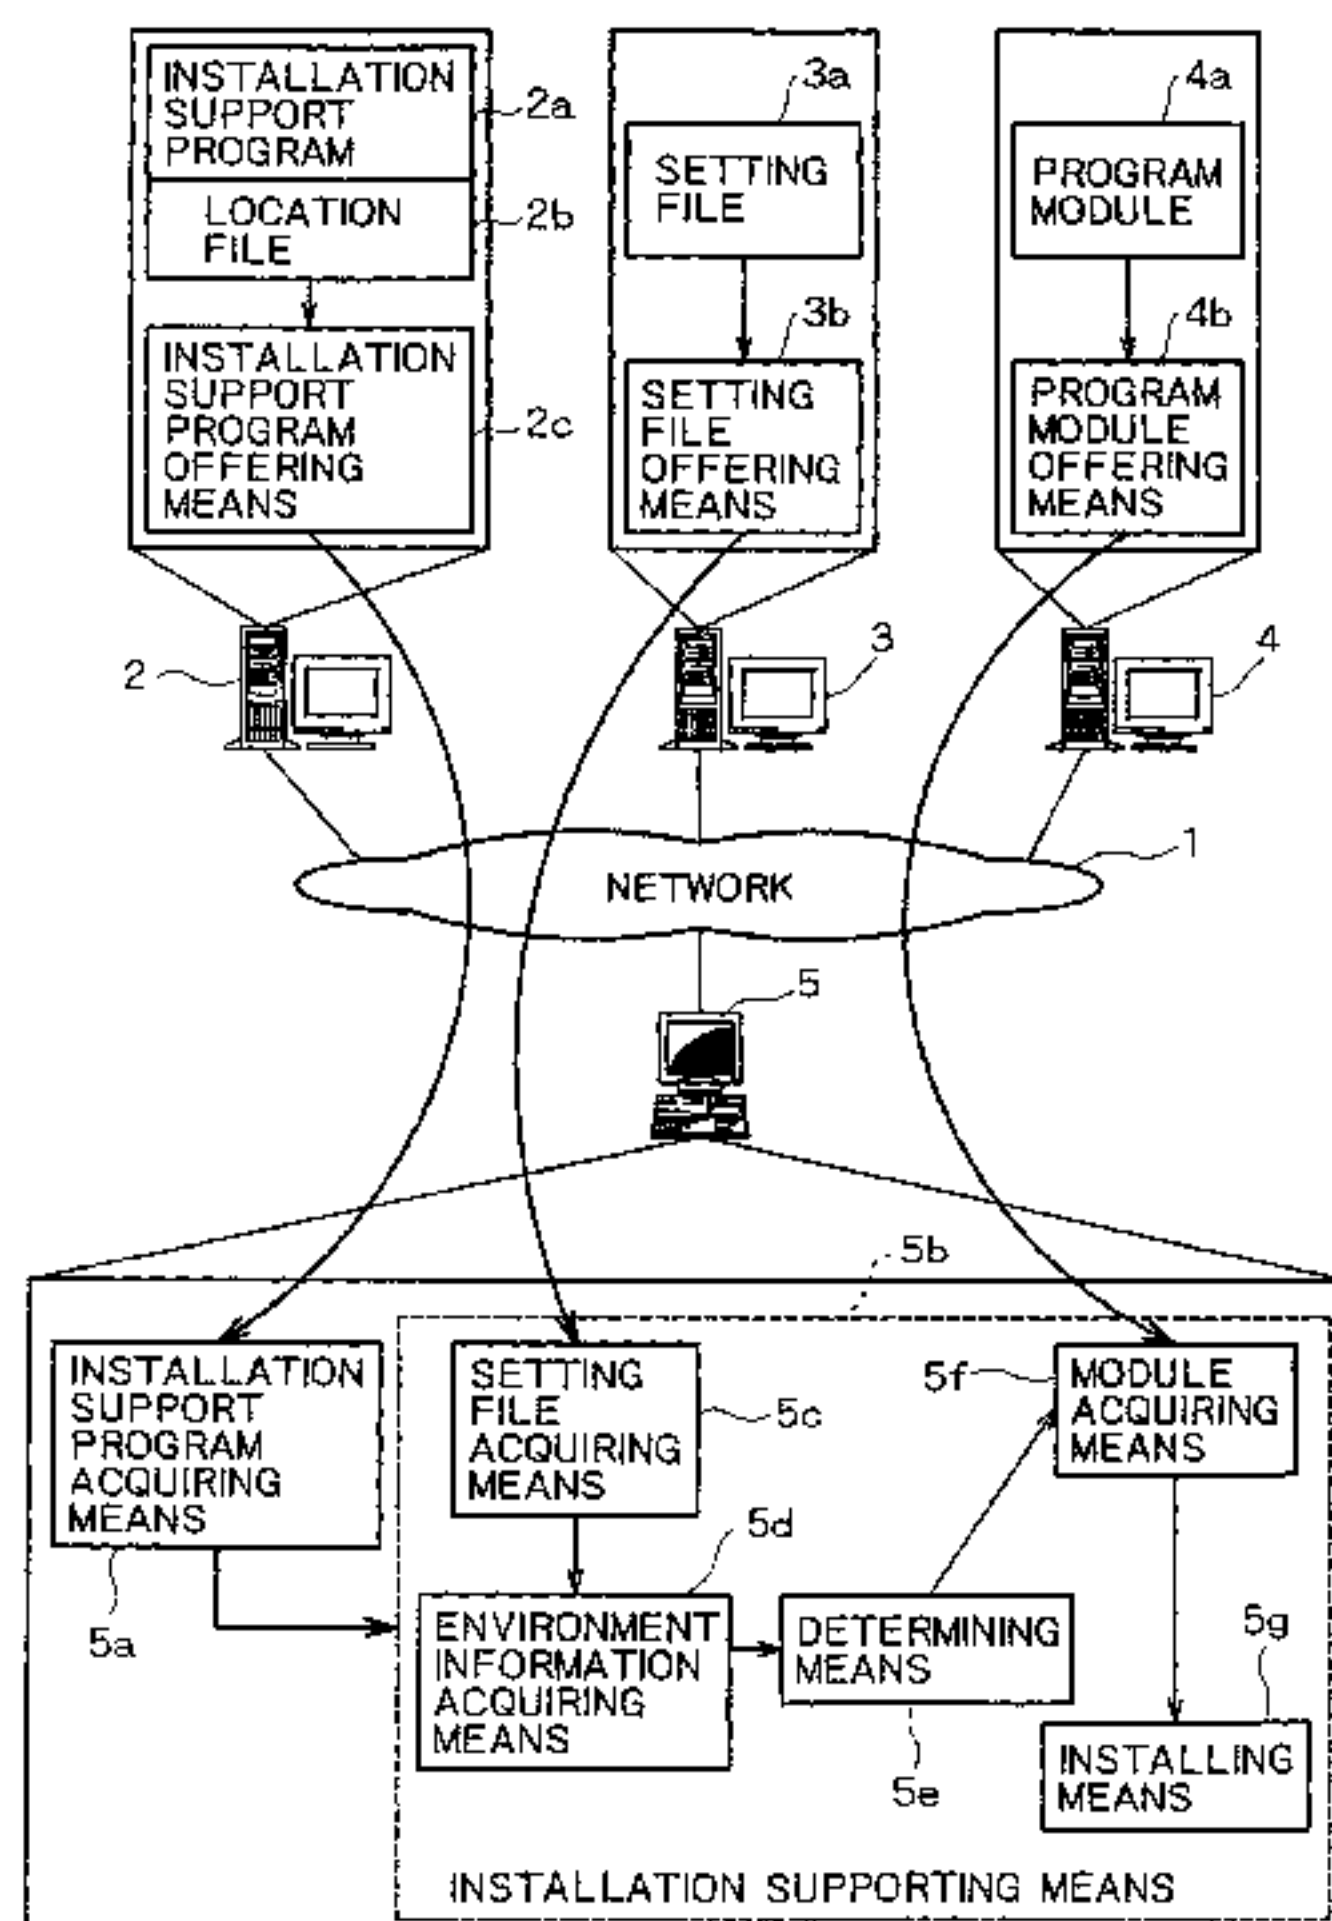 INSTALLATION
SUPPORT
PROGRAM
2a
LOCATION
FILE
2b
INSTALLATION
SUPPORT
PROGRAM
OFFERING
MEANS
2c
3a
SETTING
FILE
3b
SETTING
FILE
OFFERING
MEANS
4a
PROGRAM
MODULE
4b
PROGRAM
MODULE
OFFERING
MEANS
2
3
4
1
NETWORK
5
5b
INSTALLATION
SUPPORT
PROGRAM
ACQUIRING
MEANS
5a
SETTING
FILE
ACQUIRING
MEANS
5c
5f
MODULE
ACQUIRING
MEANS
5d
ENVIRONMENT
INFORMATION
ACQUIRING
MEANS
DETERMINING
MEANS
5e
5g
INSTALLING
MEANS
INSTALLATION SUPPORTING MEANS